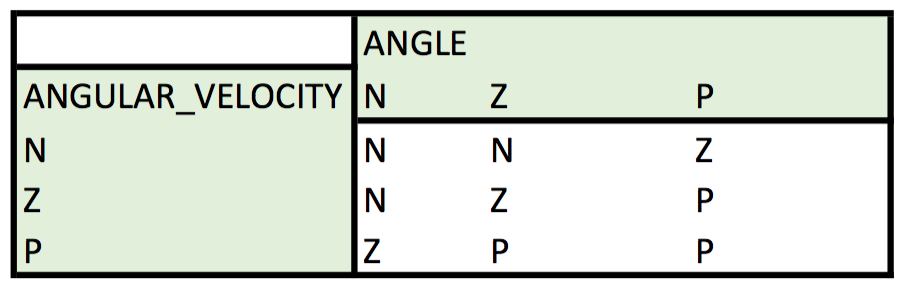 ANGLE
ANGULAR_VELOCITY N Z P
N N N Z
Z N Z P
P Z P P